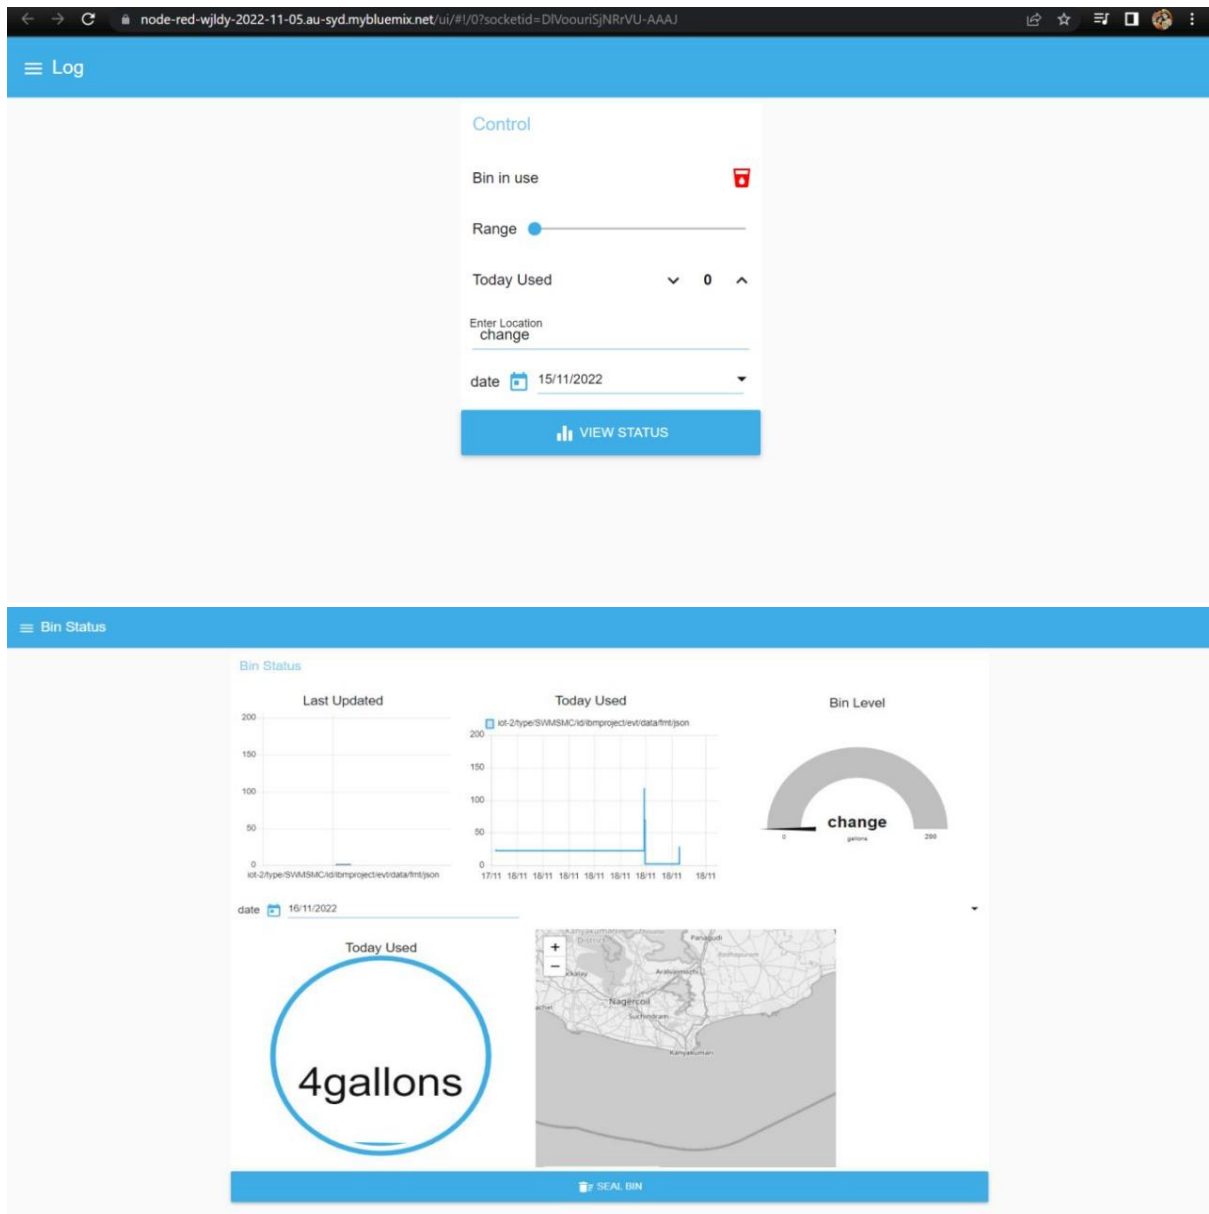 node-red-wjldy-2022-11-05.au-syd.mybluemix.net/ui/#!/0?socketid=DlVoouriSjNRrVU-AAAJ
Log
Control
Bin in use
Range
Today Used 0
Enter Location
change
date 15/11/2022
VIEW STATUS
Bin Status
Bin Status
Last Updated
200
150
100
50
0
iot-2/type/SWMSMC/id/ibmproject/evt/data/fmt/json
Today Used
iot-2/type/SWMSMC/id/ibmproject/evt/data/fmt/json
200
150
100
50
0
17/11 18/11 18/11 18/11 18/11 18/11 18/11 18/11 18/11
Bin Level
change
0 gallons 200
date 16/11/2022
Today Used
4gallons
+
−
Kanyakumari
District
Panagudi
Radhapuram
Aralvaimozhi
Nagercoil
Suchindram
Kanyakumari
SEAL BIN